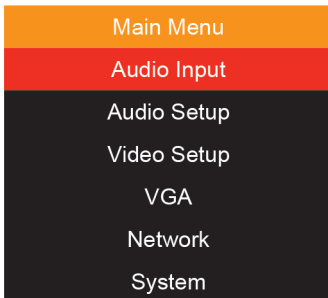 Main Menu
Audio Input
Audio Setup
Video Setup
VGA
Network
System